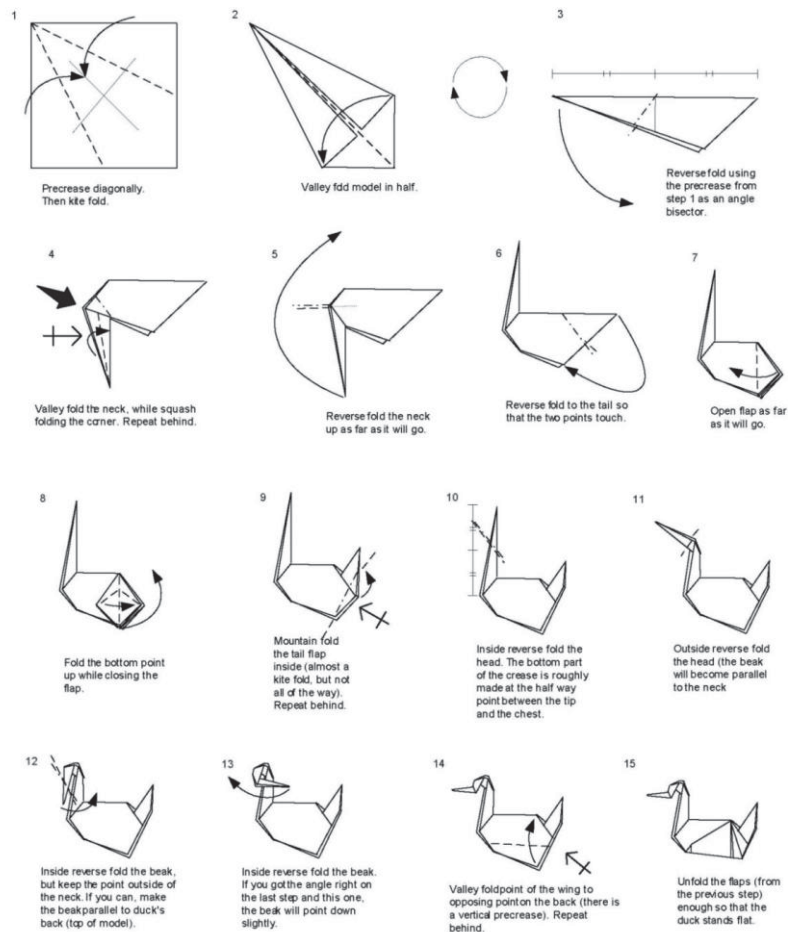 1
Precrease diagonally.
Then kite fold.
2
Valley fdd model in half.
3
Reverse fold using
the precrease from
step 1 as an angle
bisector.
4
Valley fold the neck, while squash
folding the corner. Repeat behind.
5
Reverse fold the neck
up as far as it will go.
6
Reverse fold to the tail so
that the two points touch.
7
Open flap as far
as it will go.
8
Fold the bottom point
up while closing the
flap.
9
Mountain fold
the tail flap
inside (almost a
kite fold, but not
all of the way).
Repeat behind.
10
Inside reverse fold the
head. The bottom part
of the crease is roughly
made at the half way
point between the tip
and the chest.
11
Outside reverse fold
the head (the beak
will become parallel
to the neck
12
Inside reverse fold the beak,
but keep the point outside of
the neck. If you can, make
the beak parallel to duck's
back (top of model).
13
Inside reverse fold the beak.
If you got the angle right on
the last step and this one,
the beak will point down
slightly.
14
Valley fold point of the wing to
opposing point on the back (there is
a vertical precrease). Repeat
behind.
15
Unfold the flaps (from
the previous step)
enough so that the
duck stands flat.